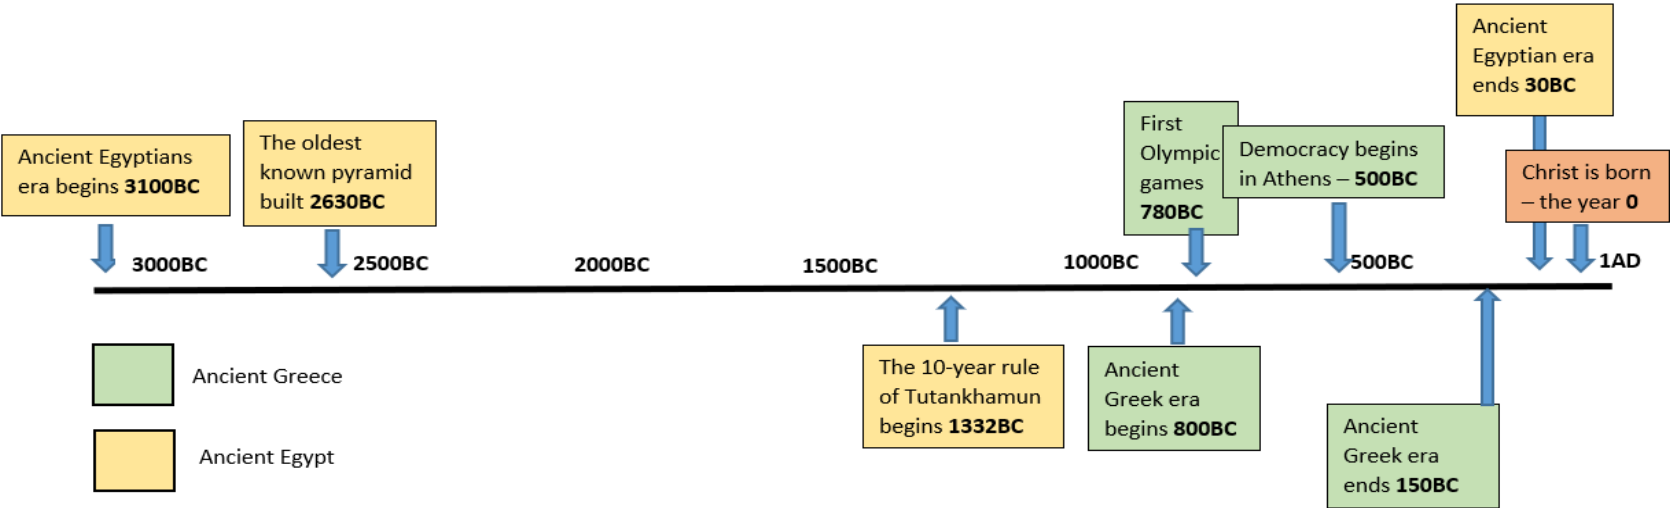 Ancient Egyptians
era begins 3100BC
The oldest
known pyramid
built 2630BC
First
Olympic
games
780BC
Democracy begins
in Athens – 500BC
Ancient
Egyptian era
ends 30BC
Christ is born
– the year 0
3000BC
2500BC
2000BC
1500BC
1000BC
500BC
1AD
Ancient Greece
Ancient Egypt
The 10-year rule
of Tutankhamun
begins 1332BC
Ancient
Greek era
begins 800BC
Ancient
Greek era
ends 150BC